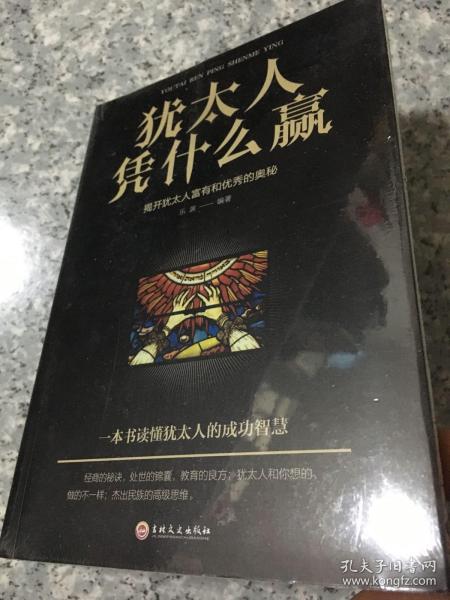 YOUTAI REN PING SHENME YING
犹太人
凭什么赢
揭开犹太人富有和优秀的奥秘
乐渊——编著
一本书读懂犹太人的成功智慧
经商的秘诀，处世的锦囊，教育的良方；犹太人和你想的、
做的不一样；杰出民族的高级思维。
吉林文史出版社
孔夫子旧书网
www.kongfz.com